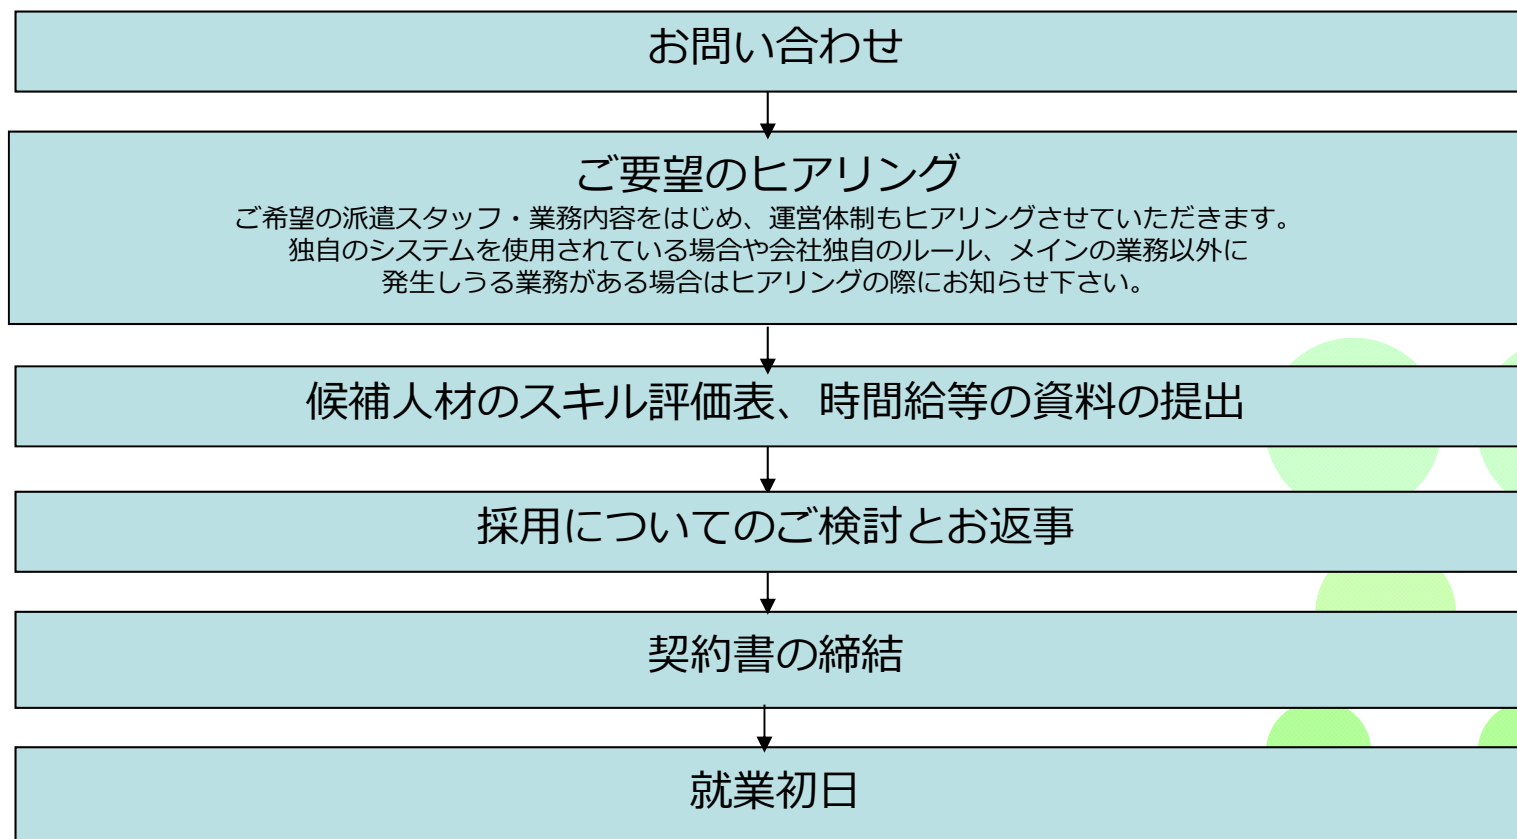 お問い合わせ
ご要望のヒアリング
ご希望の派遣スタッフ・業務内容をはじめ、運営体制もヒアリングさせていただきます。
独自のシステムを使用されている場合や会社独自のルール、メインの業務以外に
発生しうる業務がある場合はヒアリングの際にお知らせ下さい。
候補人材のスキル評価表、時間給等の資料の提出
採用についてのご検討とお返事
契約書の締結
就業初日